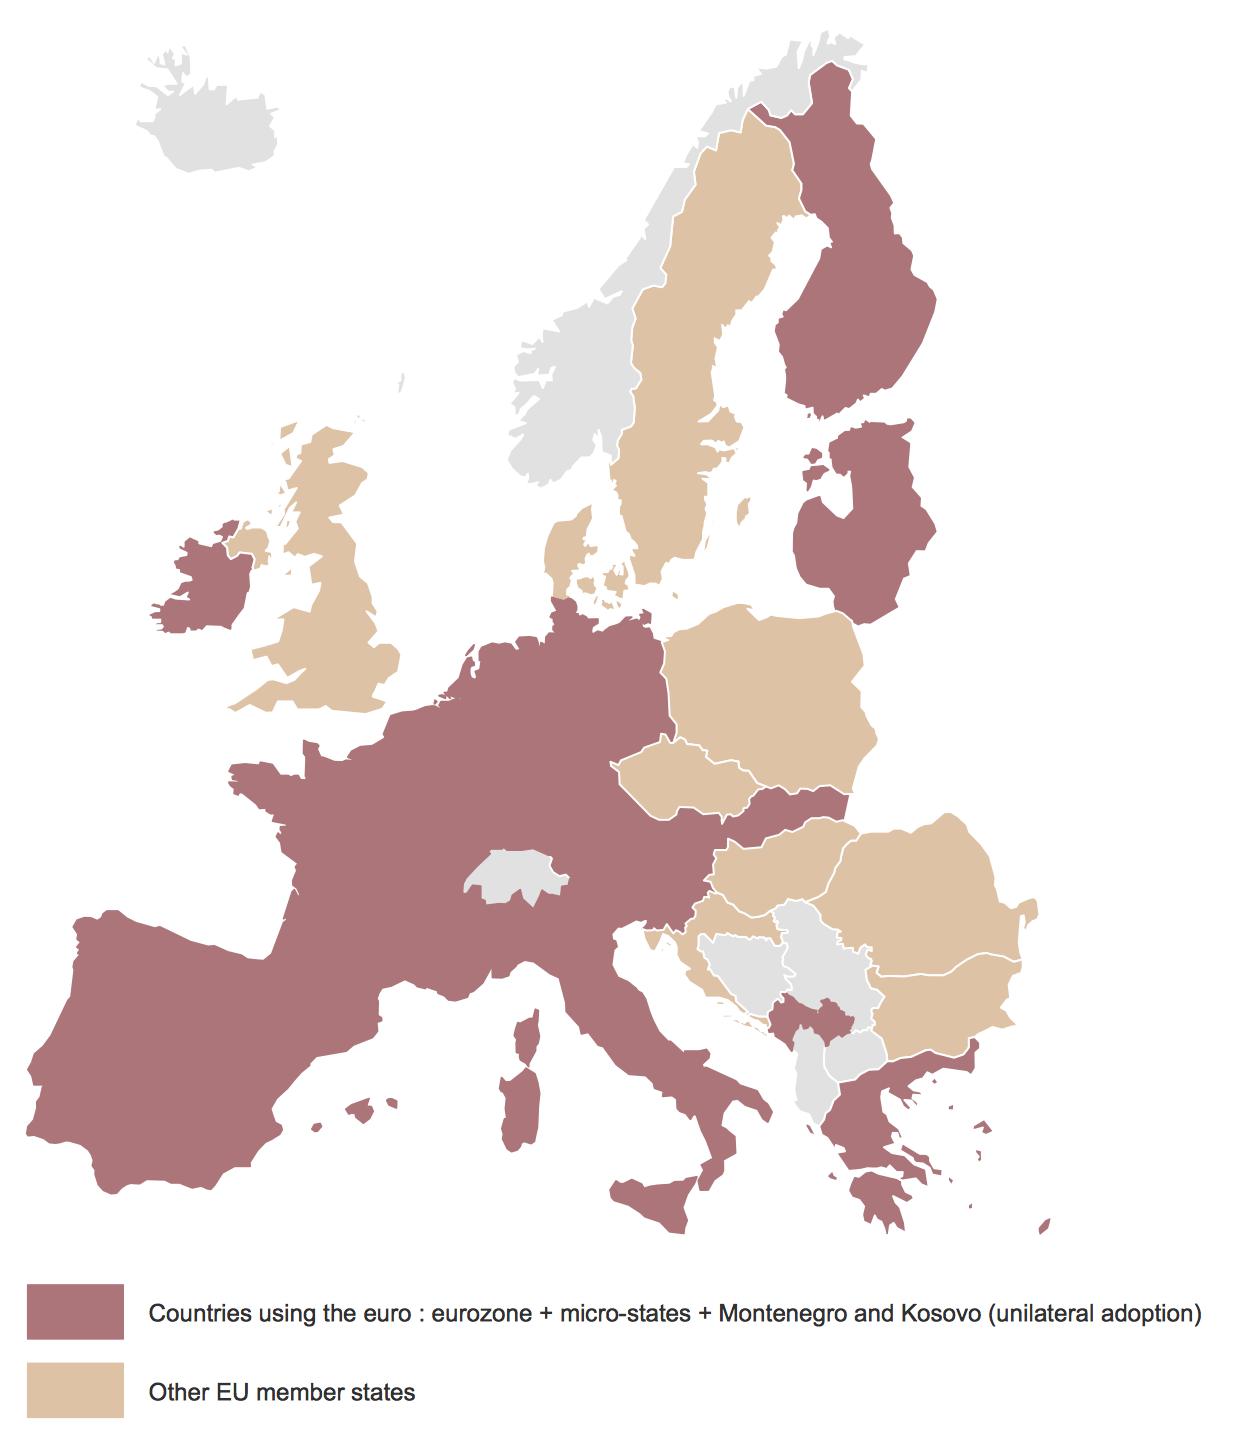 Countries using the euro : eurozone + micro-states + Montenegro and Kosovo (unilateral adoption)
Other EU member states